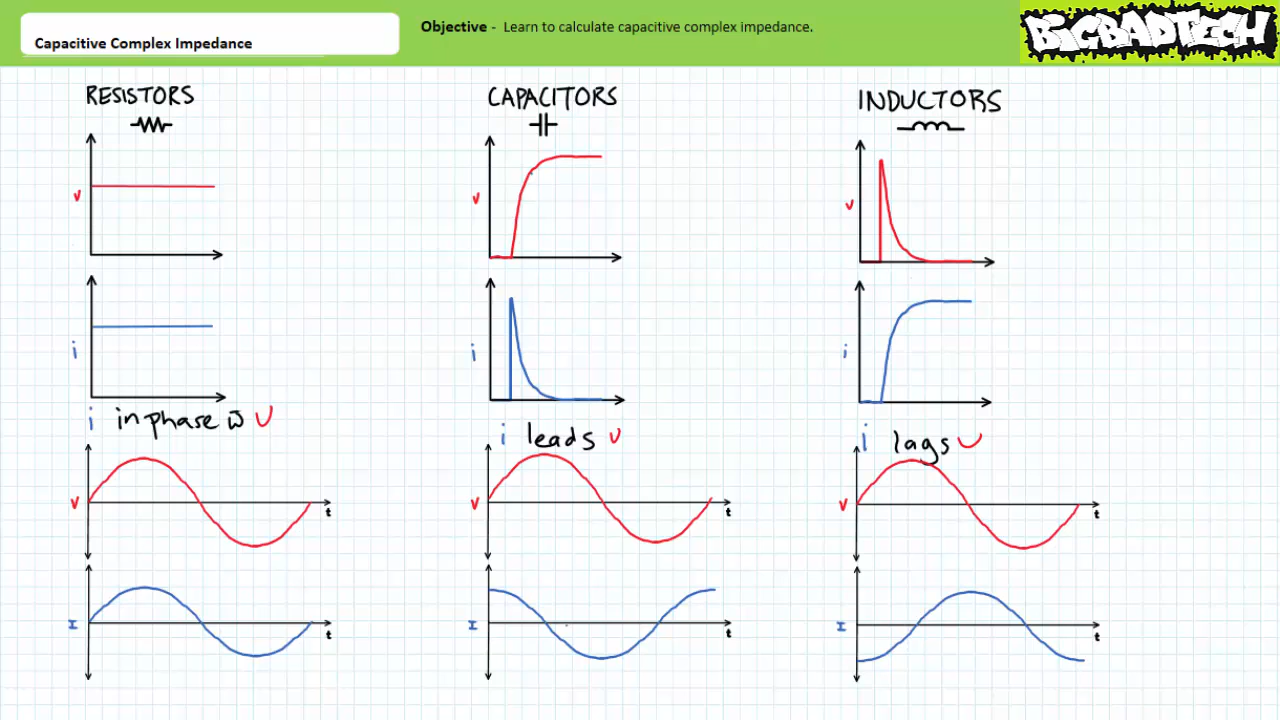 Capacitive Complex Impedance
Objective - Learn to calculate capacitive complex impedance.
BIGBADTECH
RESISTORS
CAPACITORS
INDUCTORS
V
V
V
i
i
i
i in phase w̅ V
i leads V
i lags V
V
t
V
t
V
t
I
t
I
t
I
t